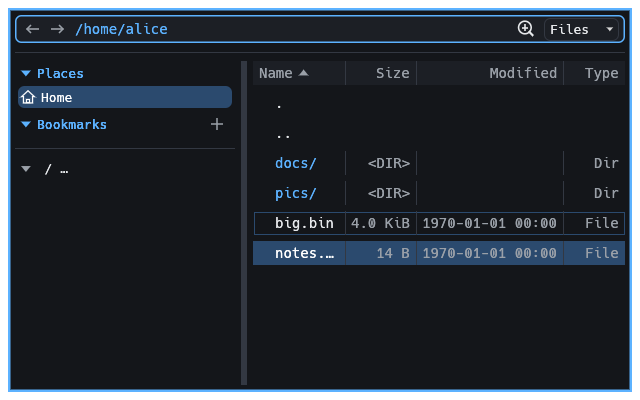 /home/alice Files
Places
Home
Bookmarks
/ …
Name Size Modified Type
.
..
docs/ <DIR> Dir
pics/ <DIR> Dir
big.bin 4.0 KiB 1970-01-01 00:00 File
notes.… 14 B 1970-01-01 00:00 File